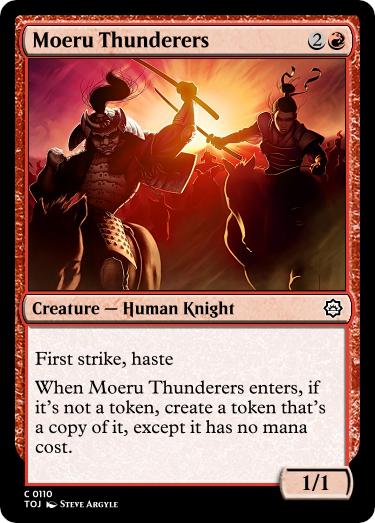 Moeru Thunderers 2
Creature — Human Knight
First strike, haste
When Moeru Thunderers enters, if
it's not a token, create a token that's
a copy of it, except it has no mana
cost.
1/1
C 0110
TOJ Steve Argyle